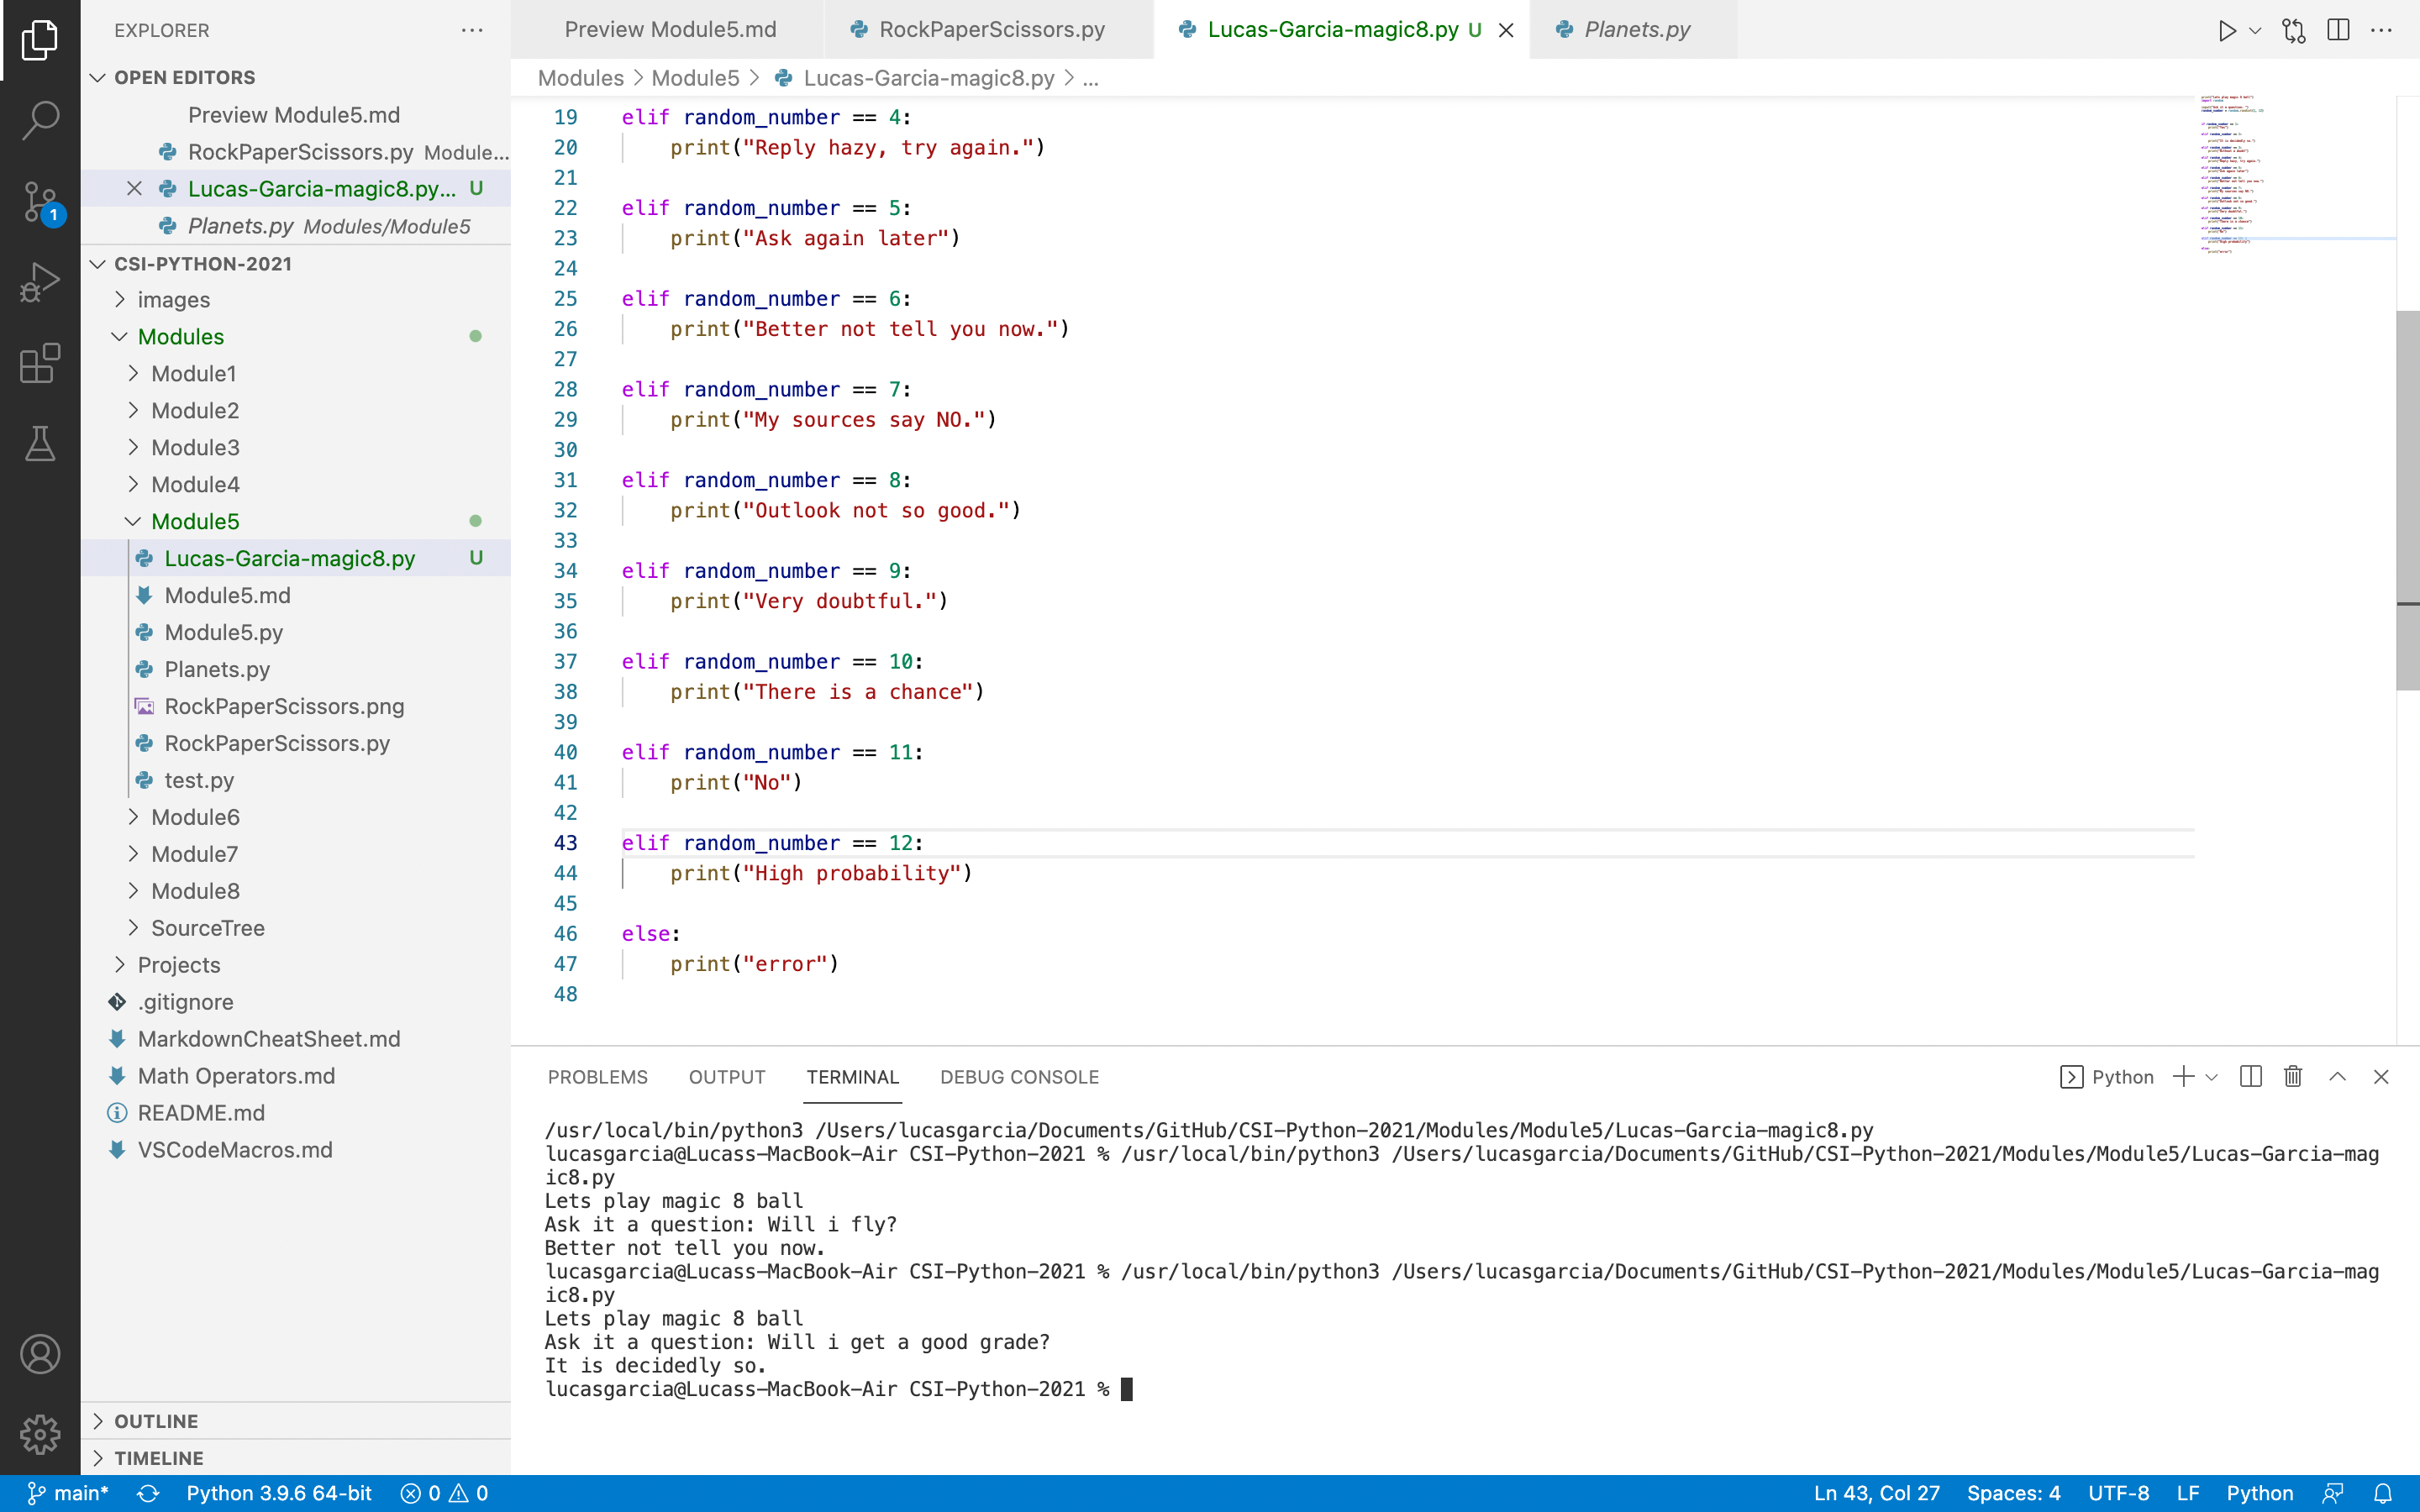 EXPLORER
OPEN EDITORS
Preview Module5.md
RockPaperScissors.py Module...
Lucas-Garcia-magic8.py... U
Planets.py Modules/Module5
CSI-PYTHON-2021
images
Modules
Module1
Module2
Module3
Module4
Module5
Lucas-Garcia-magic8.py U
Module5.md
Module5.py
Planets.py
RockPaperScissors.png
RockPaperScissors.py
test.py
Module6
Module7
Module8
SourceTree
Projects
.gitignore
MarkdownCheatSheet.md
Math Operators.md
README.md
VSCodeMacros.md
OUTLINE
TIMELINE
1
Preview Module5.md RockPaperScissors.py Lucas-Garcia-magic8.py U Planets.py
Modules > Module5 > Lucas-Garcia-magic8.py > ...
19 elif random_number == 4:
20 print("Reply hazy, try again.")
21
22 elif random_number == 5:
23 print("Ask again later")
24
25 elif random_number == 6:
26 print("Better not tell you now.")
27
28 elif random_number == 7:
29 print("My sources say NO.")
30
31 elif random_number == 8:
32 print("Outlook not so good.")
33
34 elif random_number == 9:
35 print("Very doubtful.")
36
37 elif random_number == 10:
38 print("There is a chance")
39
40 elif random_number == 11:
41 print("No")
42
43 elif random_number == 12:
44 print("High probability")
45
46 else:
47 print("error")
48
PROBLEMS OUTPUT TERMINAL DEBUG CONSOLE Python
/usr/local/bin/python3 /Users/lucasgarcia/Documents/GitHub/CSI-Python-2021/Modules/Module5/Lucas-Garcia-magic8.py
lucasgarcia@Lucass-MacBook-Air CSI-Python-2021 % /usr/local/bin/python3 /Users/lucasgarcia/Documents/GitHub/CSI-Python-2021/Modules/Module5/Lucas-Garcia-mag
ic8.py
Lets play magic 8 ball
Ask it a question: Will i fly?
Better not tell you now.
lucasgarcia@Lucass-MacBook-Air CSI-Python-2021 % /usr/local/bin/python3 /Users/lucasgarcia/Documents/GitHub/CSI-Python-2021/Modules/Module5/Lucas-Garcia-mag
ic8.py
Lets play magic 8 ball
Ask it a question: Will i get a good grade?
It is decidedly so.
lucasgarcia@Lucass-MacBook-Air CSI-Python-2021 %
main* Python 3.9.6 64-bit 0 0 Ln 43, Col 27 Spaces: 4 UTF-8 LF Python